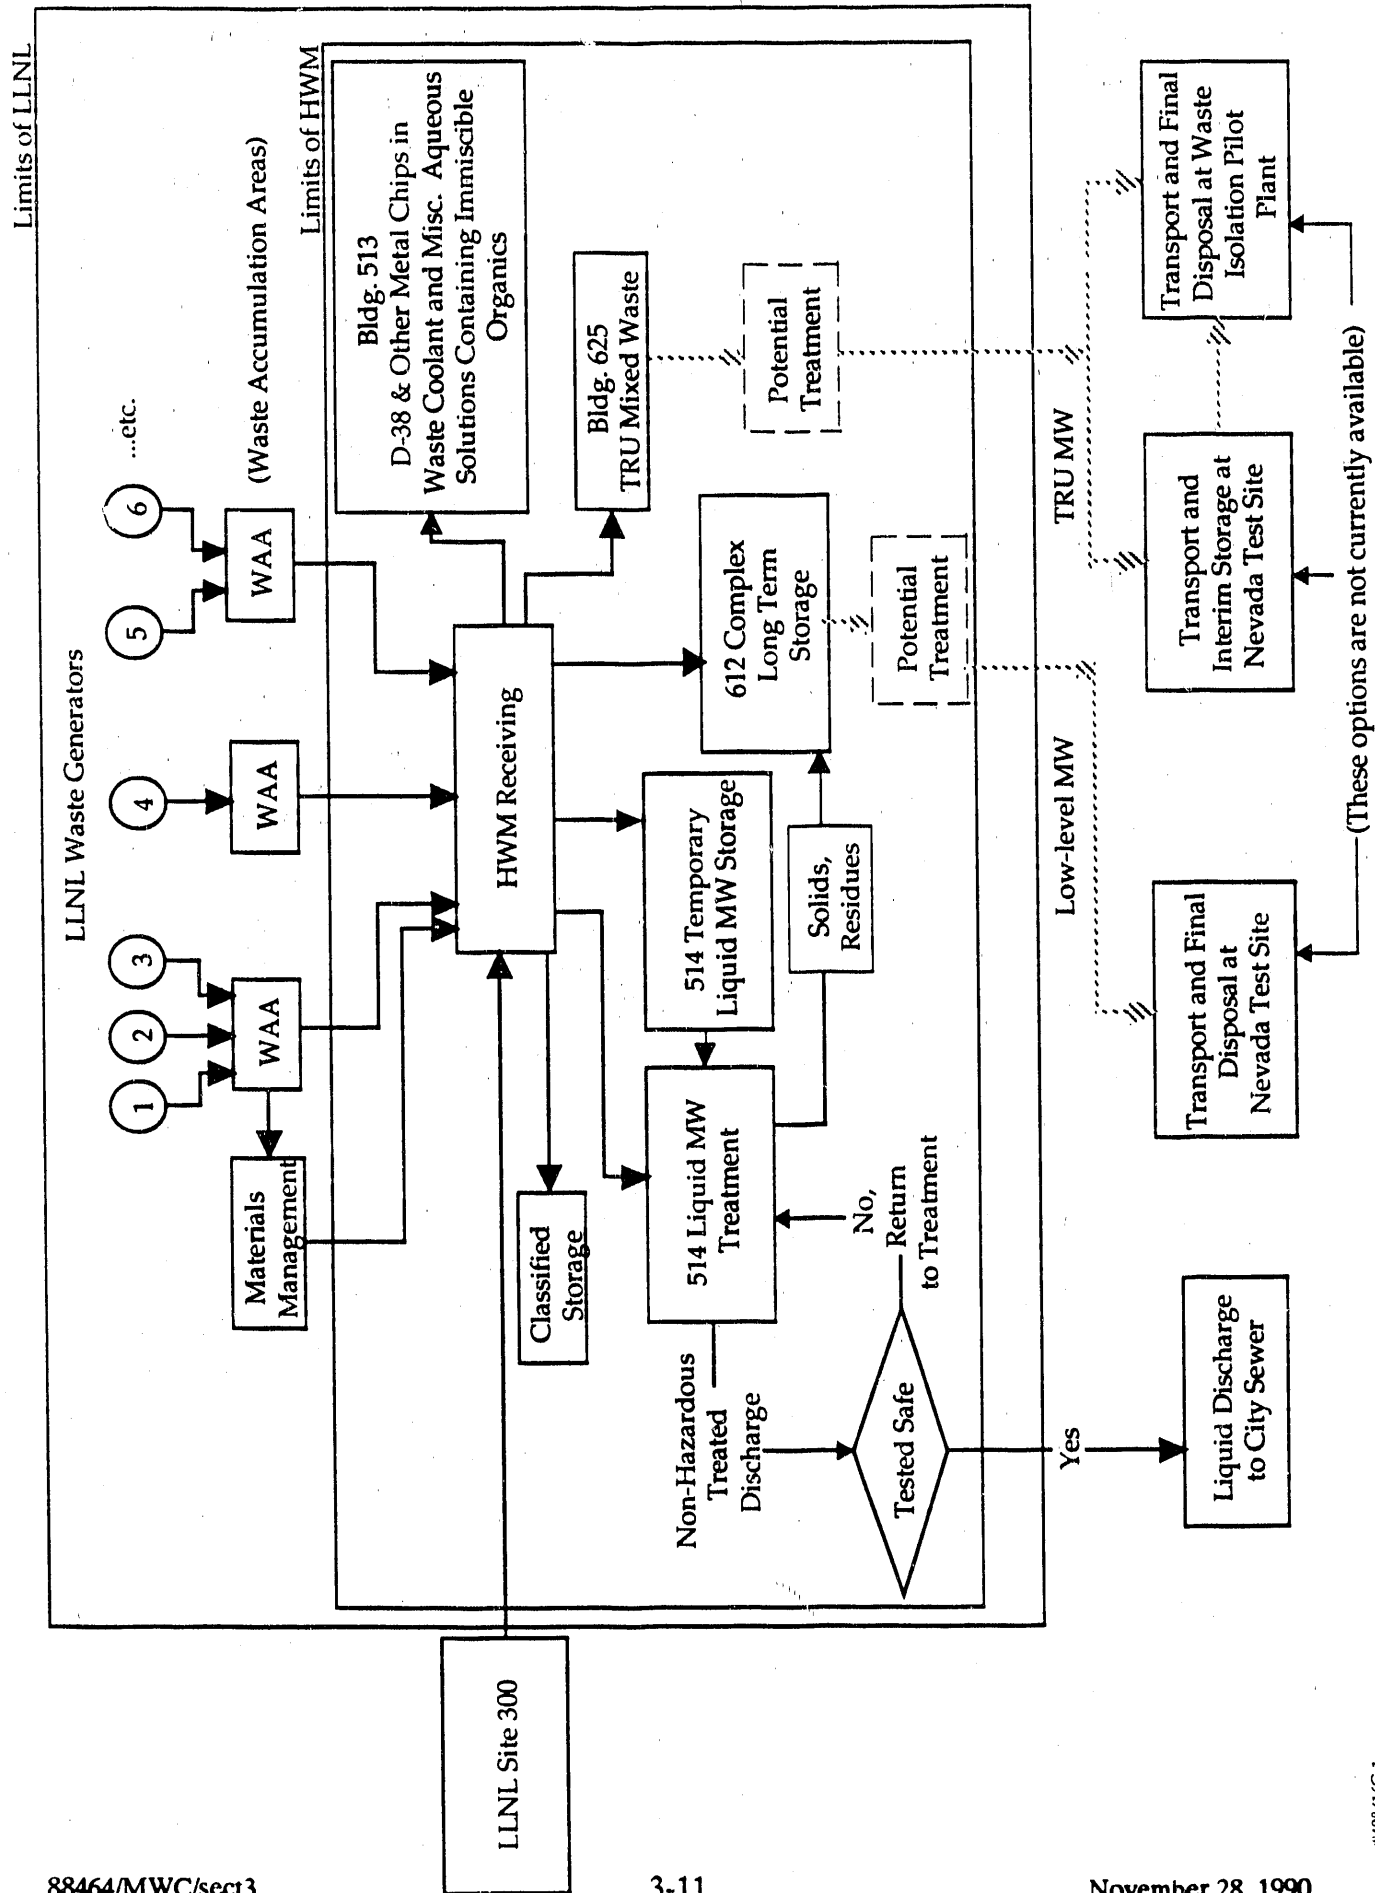 Limits of LLNL
LLNL Waste Generators
1
2
3
4
5
6
...etc.
WAA
WAA
WAA
(Waste Accumulation Areas)
Materials
Management
Limits of HWM
Bldg. 513
D-38 & Other Metal Chips in
Waste Coolant and Misc. Aqueous
Solutions Containing Immiscible
Organics
LLNL Site 300
HWM Receiving
Classified
Storage
Bldg. 625
TRU Mixed Waste
514 Liquid MW
Treatment
514 Temporary
Liquid MW Storage
612 Complex
Long Term
Storage
Potential
Treatment
Non-Hazardous
Treated
Discharge
Solids,
Residues
Potential
Treatment
Tested Safe
No,
Return
to Treatment
Yes
Low-level MW
TRU MW
Liquid Discharge
to City Sewer
Transport and Final
Disposal at
Nevada Test Site
Transport and
Interim Storage at
Nevada Test Site
Transport and Final
Disposal at Waste
Isolation Pilot
Plant
(These options are not currently available)
88464/MWC/sect3
3-11
November 28, 1990